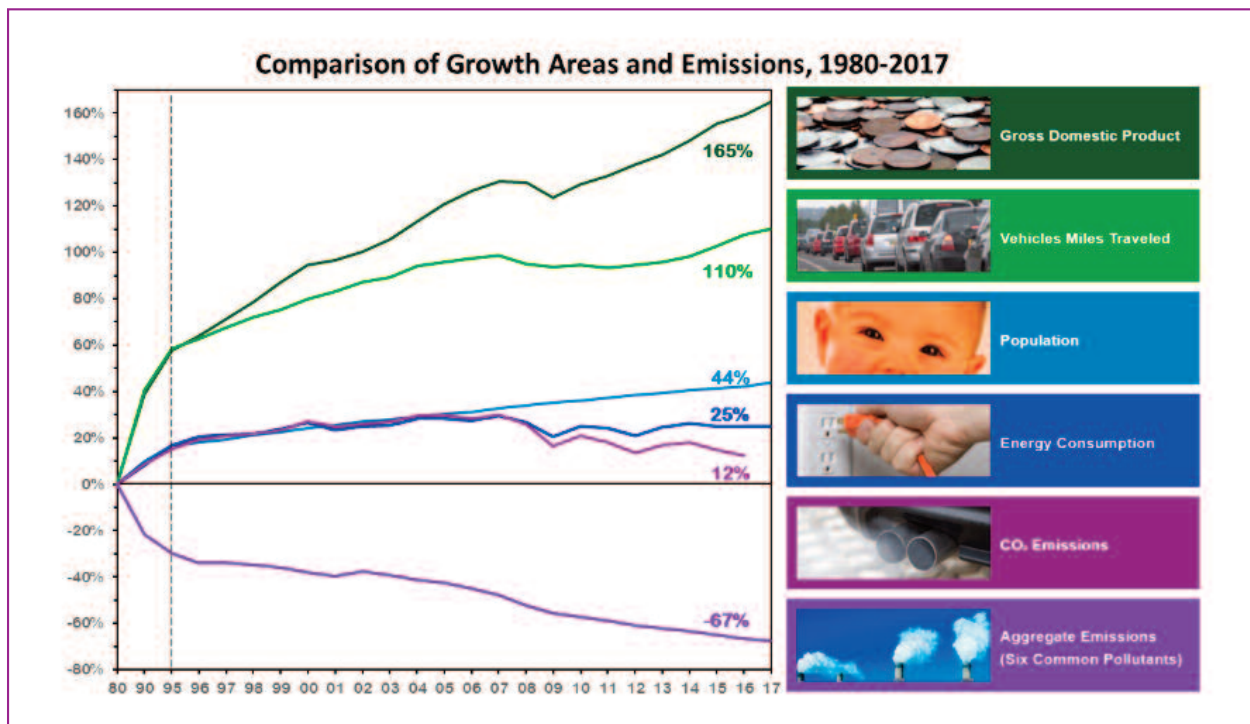 Comparison of Growth Areas and Emissions, 1980-2017
160%
140%
120%
100%
80%
60%
40%
20%
0%
-20%
-40%
-60%
-80%
165%
110%
44%
25%
12%
-67%
80 90 95 96 97 98 99 00 01 02 03 04 05 06 07 08 09 10 11 12 13 14 15 16 17
Gross Domestic Product
Vehicles Miles Traveled
Population
Energy Consumption
CO₂ Emissions
Aggregate Emissions
(Six Common Pollutants)